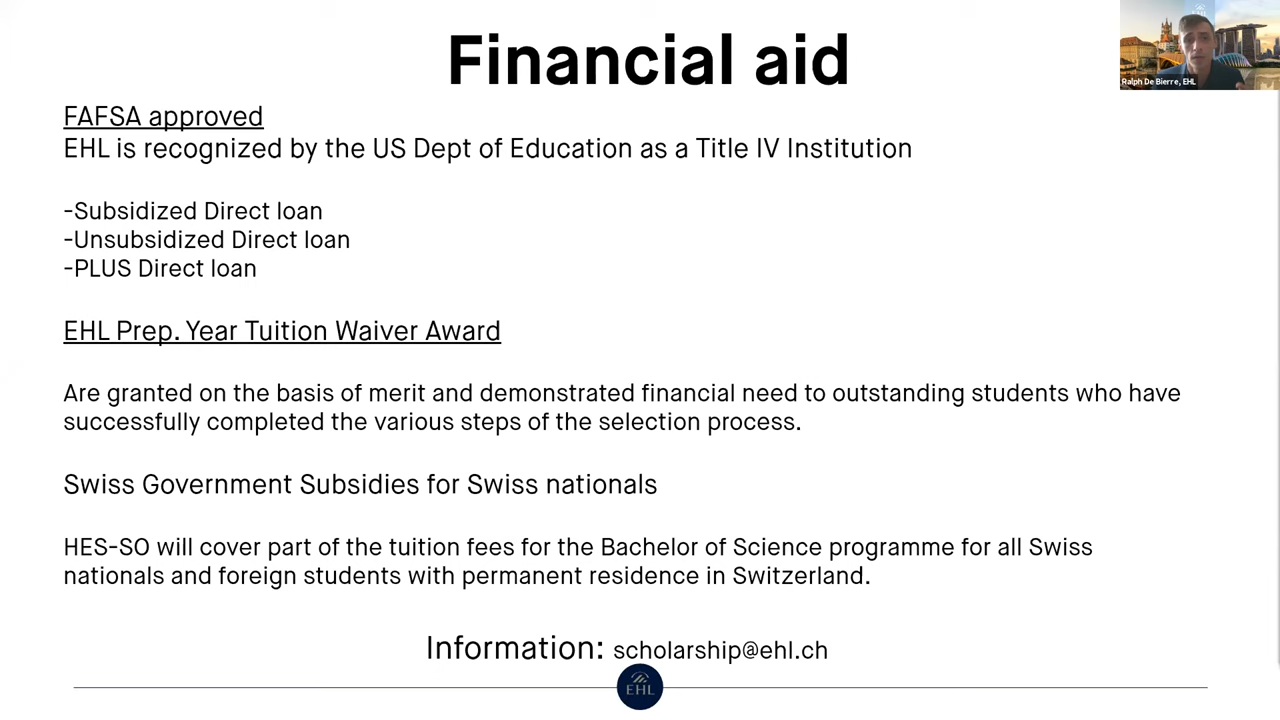 Financial aid
EHL
Ralph De Bierre, EHL
FAFSA approved
EHL is recognized by the US Dept of Education as a Title IV Institution
-Subsidized Direct loan
-Unsubsidized Direct loan
-PLUS Direct loan
EHL Prep. Year Tuition Waiver Award
Are granted on the basis of merit and demonstrated financial need to outstanding students who have
successfully completed the various steps of the selection process.
Swiss Government Subsidies for Swiss nationals
HES-SO will cover part of the tuition fees for the Bachelor of Science programme for all Swiss
nationals and foreign students with permanent residence in Switzerland.
Information: scholarship@ehl.ch
EHL